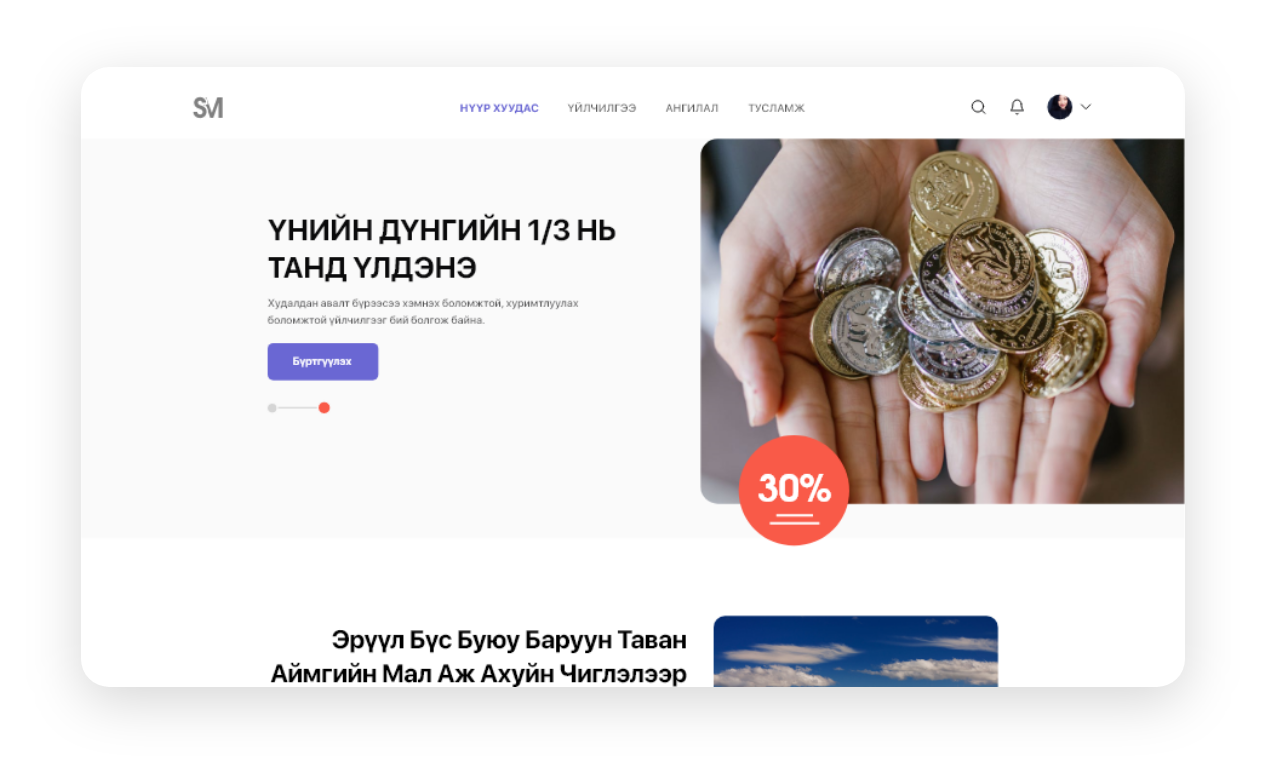 SM
НҮҮР ХУУДАС
ҮЙЛЧИЛГЭЭ
АНГИЛАЛ
ТУСЛАМЖ
ҮНИЙН ДҮНГИЙН 1/3 НЬ
ТАНД ҮЛДЭНЭ
Худалдан авалт бүрээсээ хэмнэх боломжтой, хуримтлуулах
боломжтой үйлчилгээг бий болгож байна.
Бүртгүүлэх
30%
Эрүүл Бүс Буюу Баруун Таван
Аймгийн Мал Аж Ахуйн Чиглэлээр